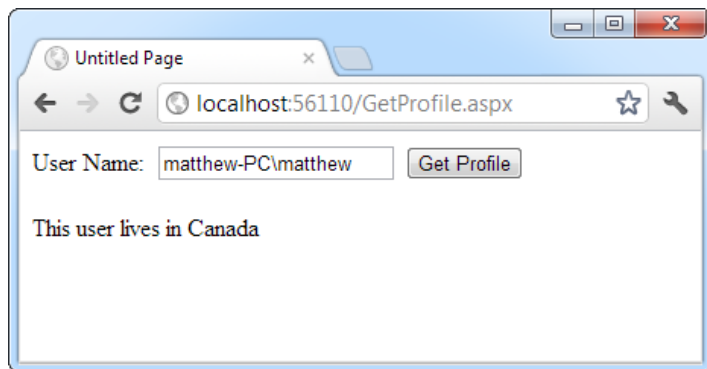 Untitled Page
localhost:56110/GetProfile.aspx
User Name: matthew-PC\matthew Get Profile
This user lives in Canada